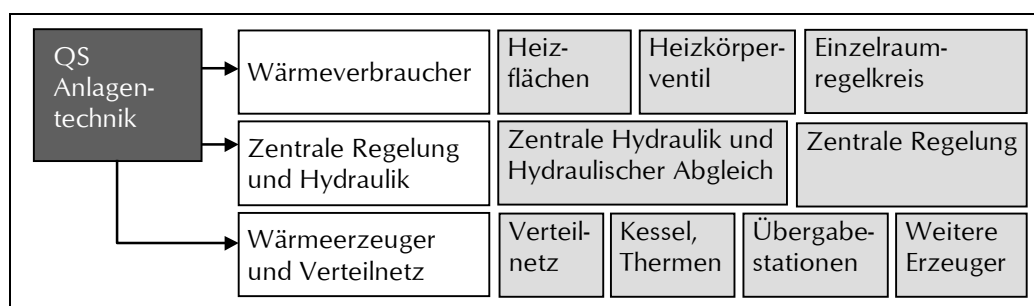 QS
Anlagen-
technik
Wärmeverbraucher
Heiz-
flächen
Heizkörper-
ventil
Einzelraum-
regelkreis
Zentrale Regelung
und Hydraulik
Zentrale Hydraulik und
Hydraulischer Abgleich
Zentrale Regelung
Wärmeerzeuger
und Verteilnetz
Verteil-
netz
Kessel,
Thermen
Übergabe-
stationen
Weitere
Erzeuger